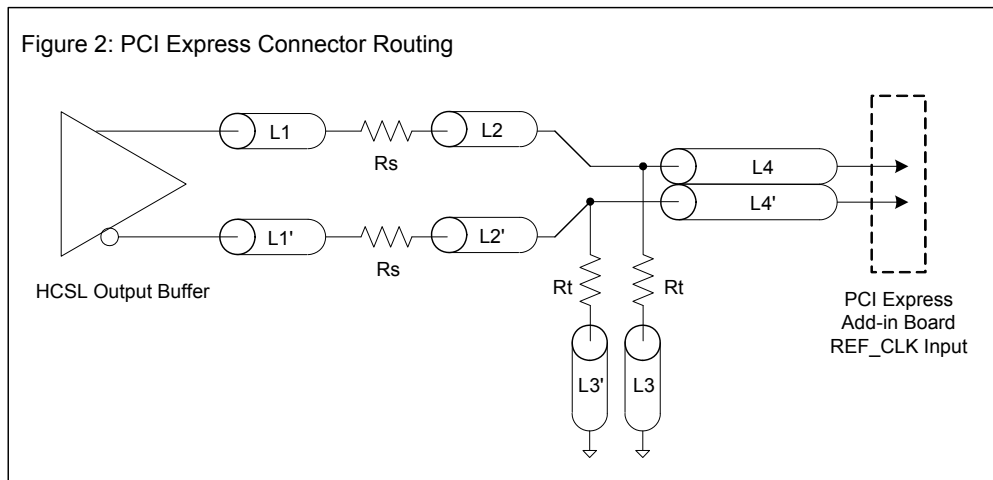 Figure 2: PCI Express Connector Routing
L1
Rs
L2
L4
L4'
L1'
Rs
L2'
HCSL Output Buffer
Rt
Rt
L3'
L3
PCI Express
Add-in Board
REF_CLK Input